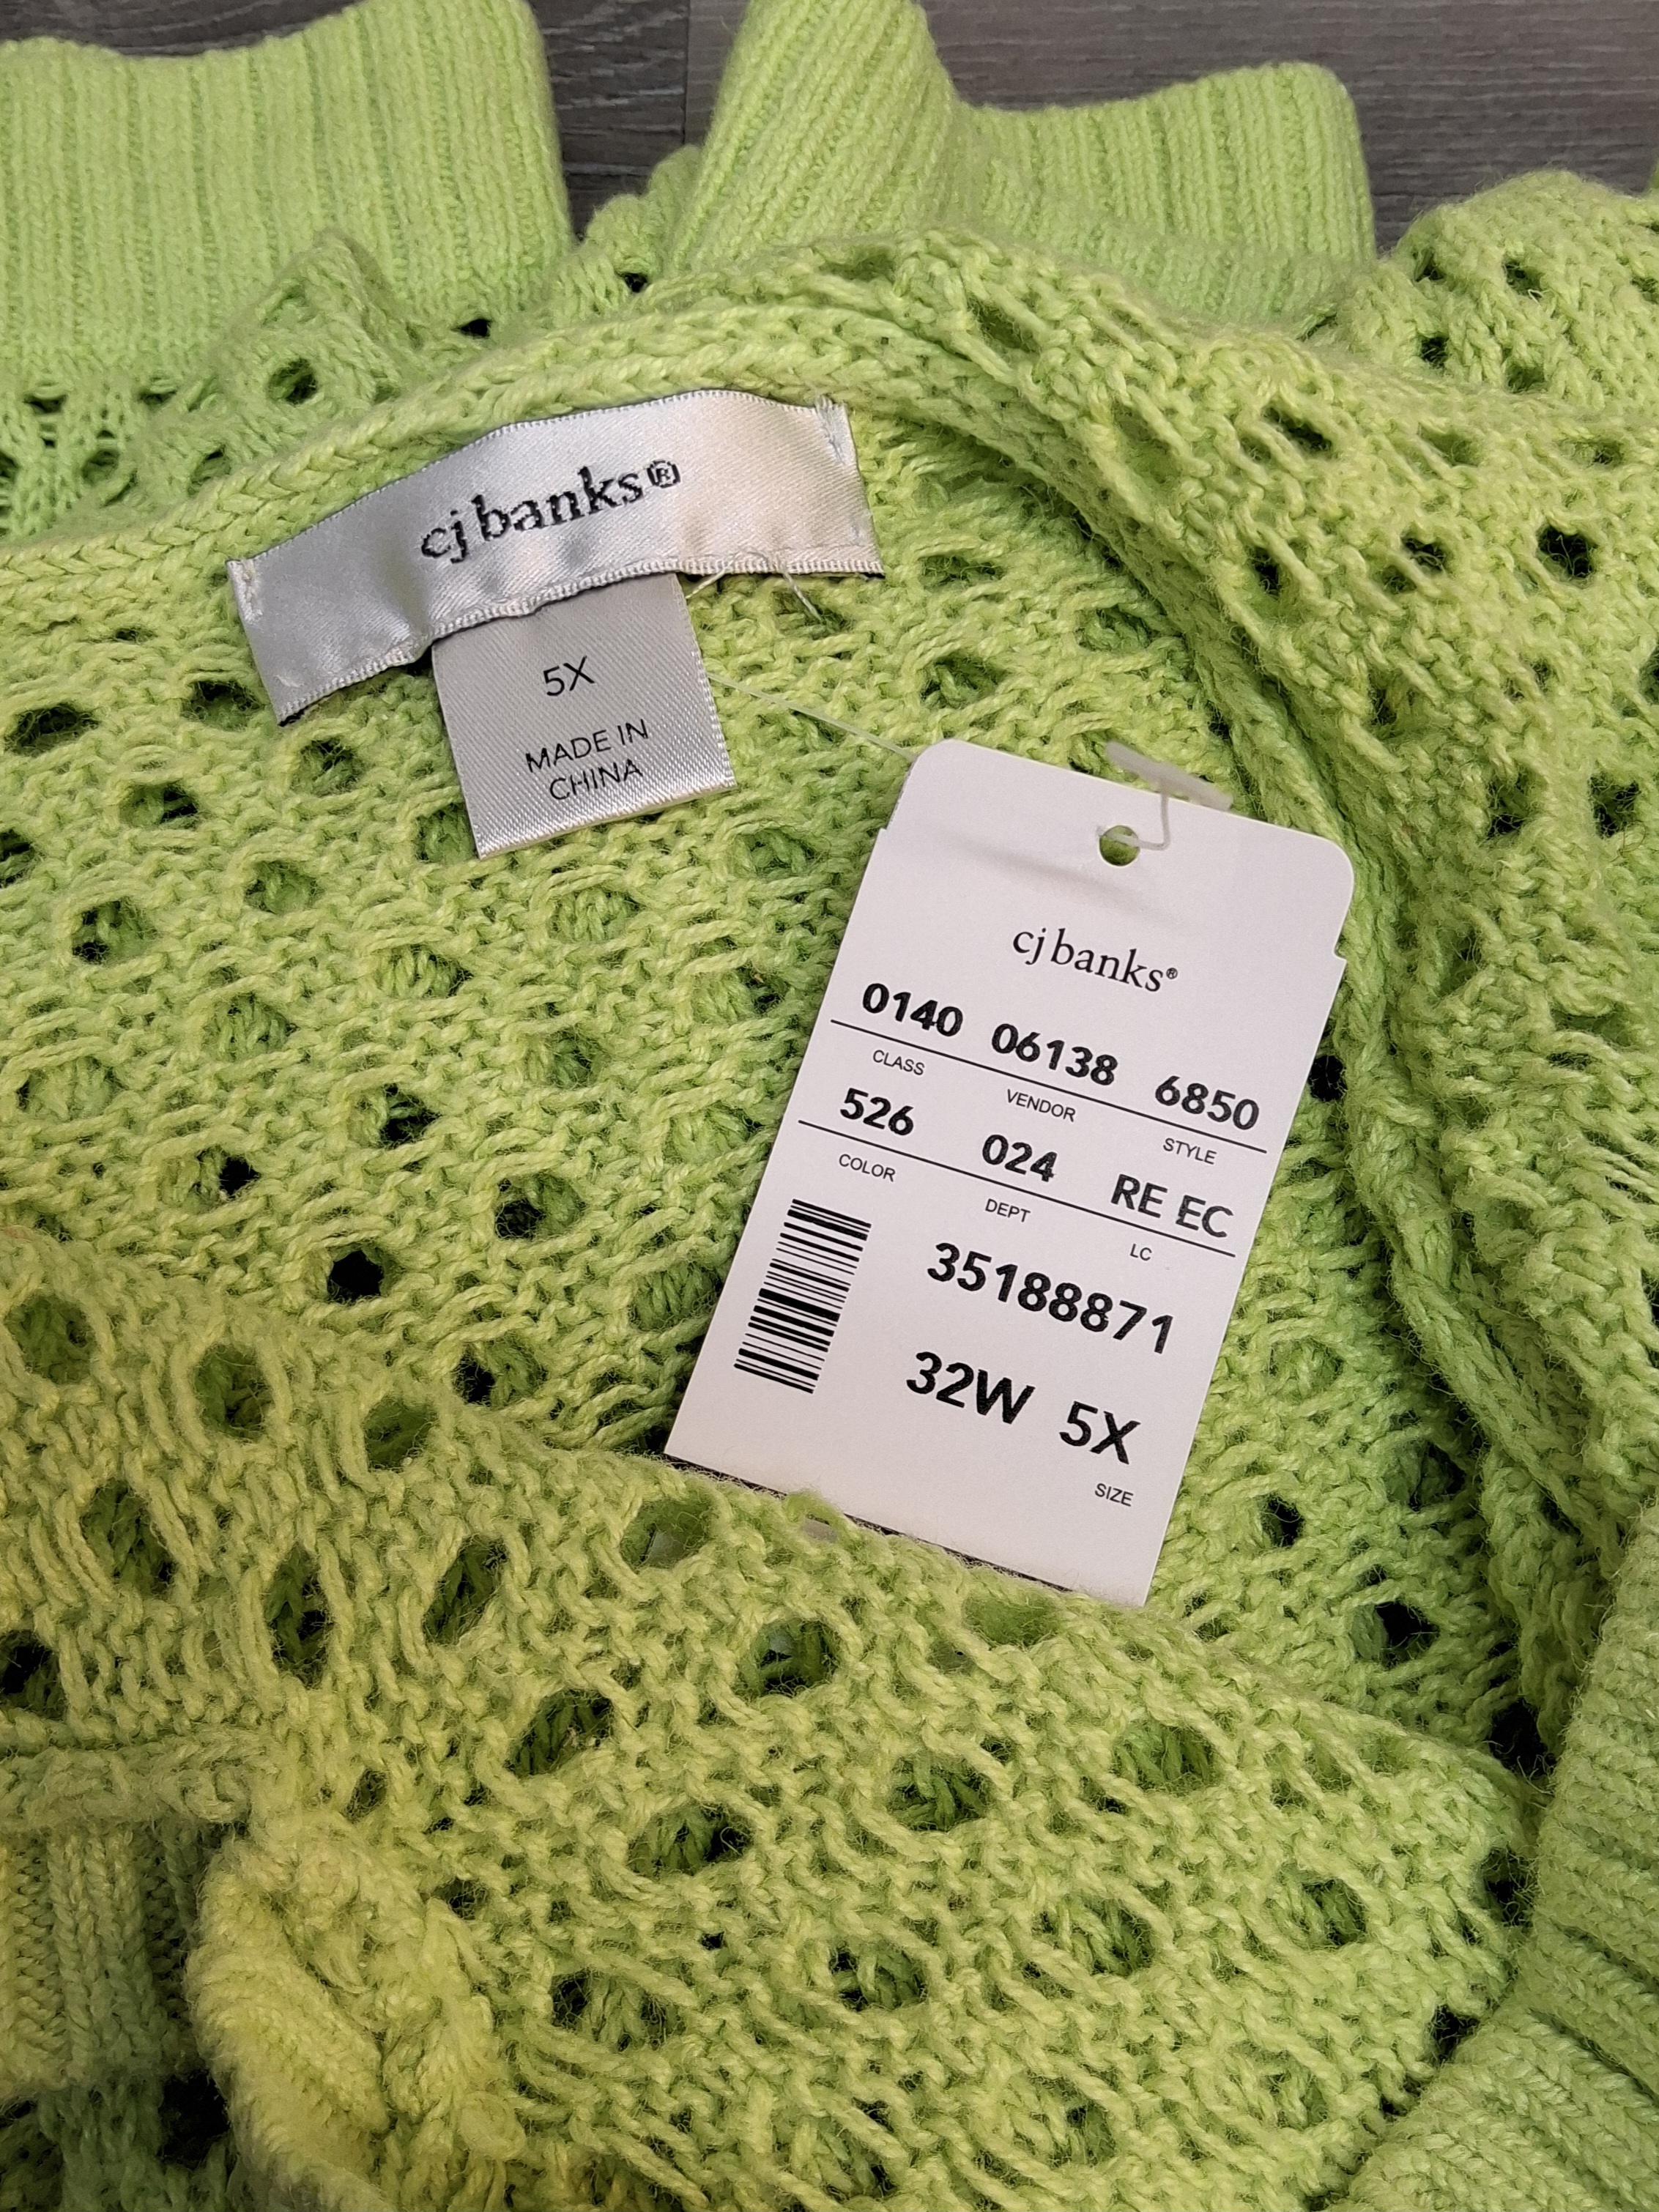 cj banks®
5X
MADE IN
CHINA
cj banks®
0140 06138 6850
CLASS VENDOR STYLE
526 024 RE EC
COLOR DEPT LC
35188871
32W 5X
SIZE